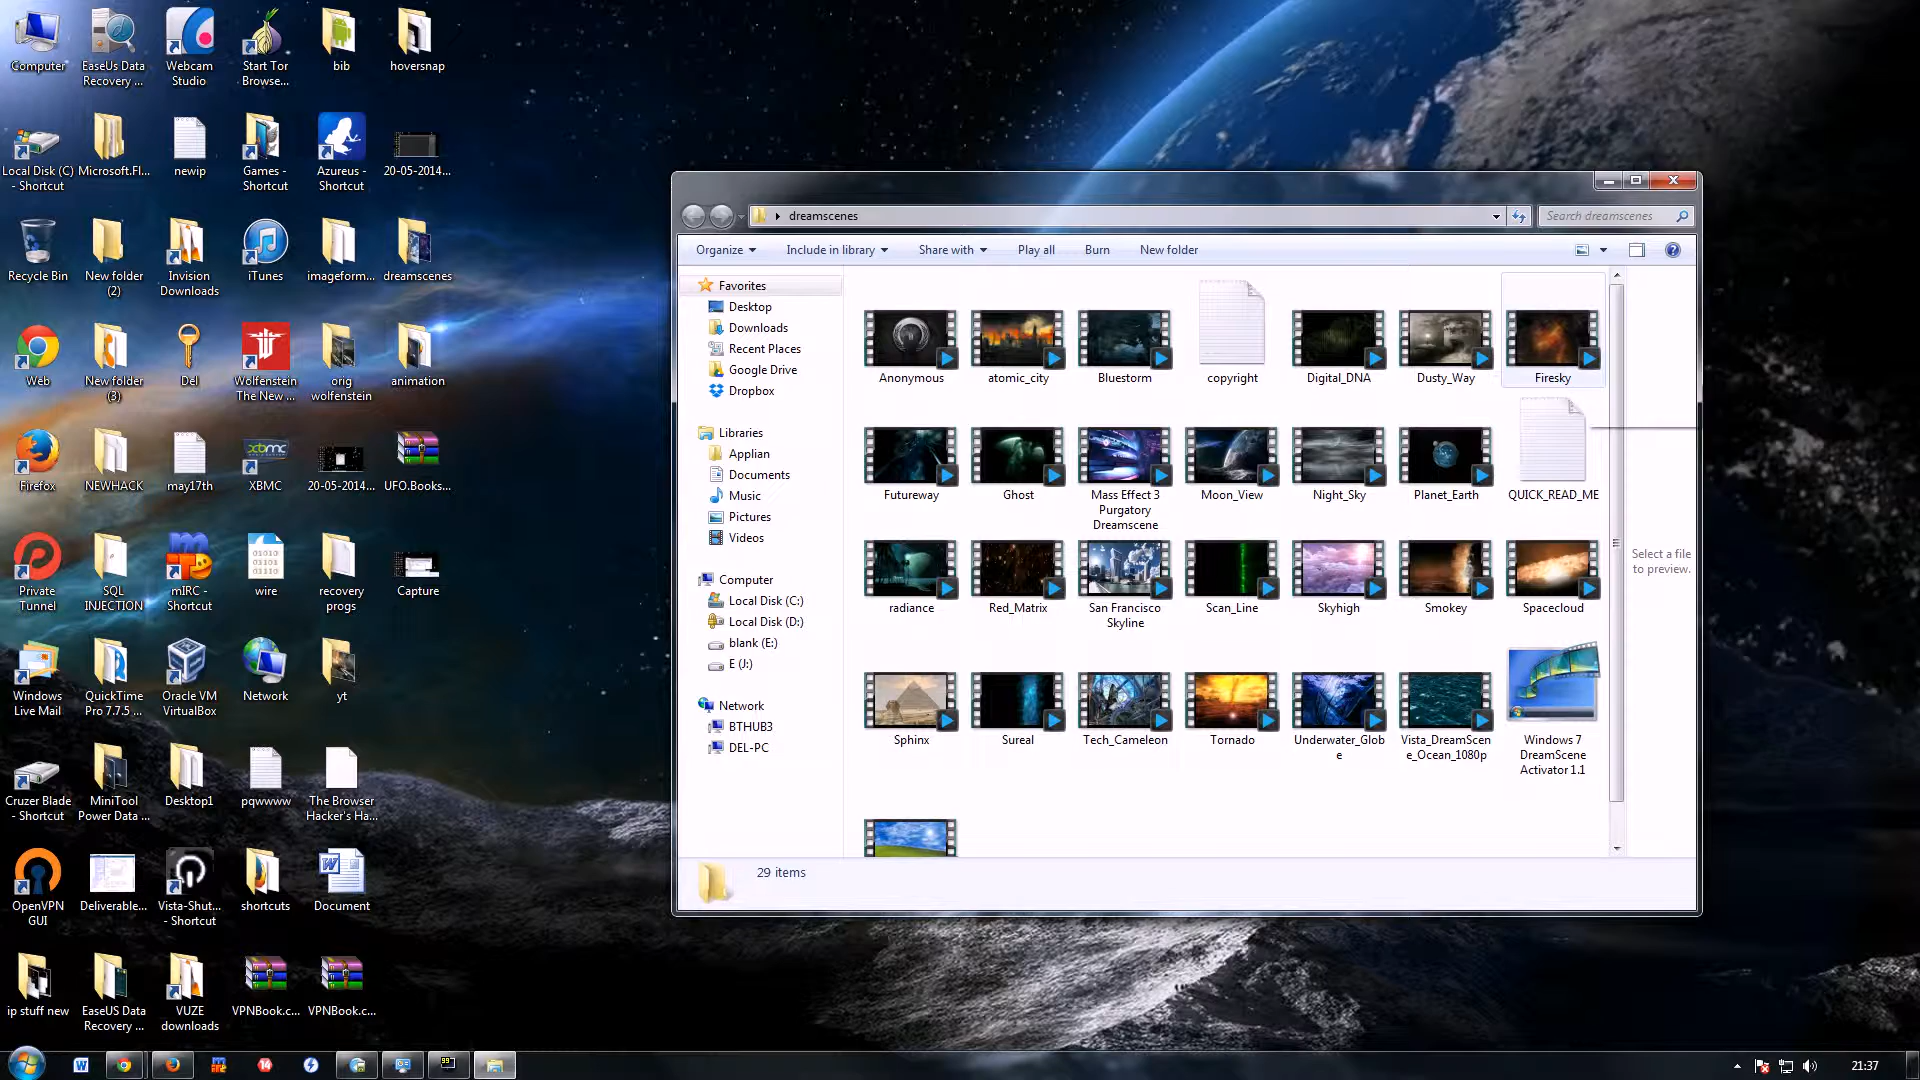 Computer
EaseUs Data
Recovery ...
Webcam
Studio
Start Tor
Browse...
bib
hoversnap
Local Disk (C)
- Shortcut
Microsoft.Fl...
newip
Games -
Shortcut
Azureus -
Shortcut
20-05-2014...
Recycle Bin
New folder
(2)
Invision
Downloads
iTunes
imageform...
dreamscenes
Web
New folder
(3)
Del
Wolfenstein
The New ...
orig
wolfenstein
animation
Firefox
NEWHACK
may17th
xbmc
XBMC
20-05-2014...
UFO.Books...
Private
Tunnel
SQL
INJECTION
mIRC -
Shortcut
wire
recovery
progs
Capture
Windows
Live Mail
QuickTime
Pro 7.7.5 ...
Oracle VM
VirtualBox
Network
yt
Cruzer Blade
- Shortcut
MiniTool
Power Data ...
Desktop1
pqwwww
The Browser
Hacker's Ha...
OpenVPN
GUI
Deliverable...
Vista-Shut...
- Shortcut
shortcuts
Document
ip stuff new
EaseUS Data
Recovery ...
VUZE
downloads
VPNBook.c...
VPNBook.c...
dreamscenes
Search dreamscenes
Organize
Include in library
Share with
Play all
Burn
New folder
Favorites
Desktop
Downloads
Recent Places
Google Drive
Dropbox
Libraries
Applian
Documents
Music
Pictures
Videos
Computer
Local Disk (C:)
Local Disk (D:)
blank (E:)
E (J:)
Network
BTHUB3
DEL-PC
Anonymous
atomic_city
Bluestorm
copyright
Digital_DNA
Dusty_Way
Firesky
Futureway
Ghost
Mass Effect 3
Purgatory
Dreamscene
Moon_View
Night_Sky
Planet_Earth
QUICK_READ_ME
radiance
Red_Matrix
San Francisco
Skyline
Scan_Line
Skyhigh
Smokey
Spacecloud
Sphinx
Sureal
Tech_Cameleon
Tornado
Underwater_Glob
e
Vista_DreamScen
e_Ocean_1080p
Windows 7
DreamScene
Activator 1.1
Select a file
to preview.
29 items
14
99
21:37